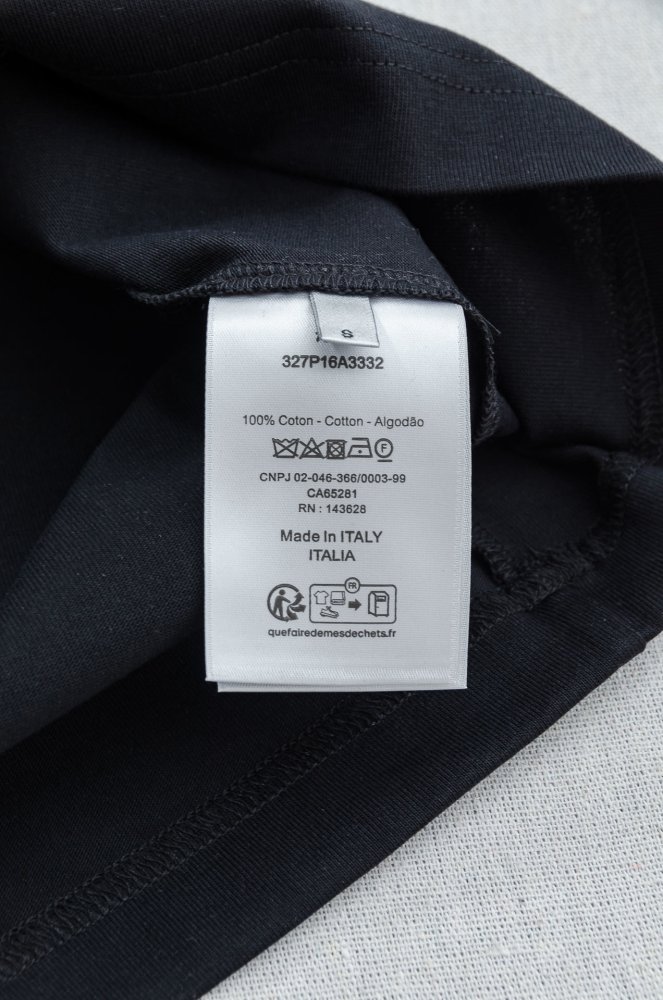 S
327P16A3332
100% Coton - Cotton - Algodão
F
CNPJ 02-046-366/0003-99
CA65281
RN : 143628
Made In ITALY
ITALIA
FR
quefairedemesdechets.fr